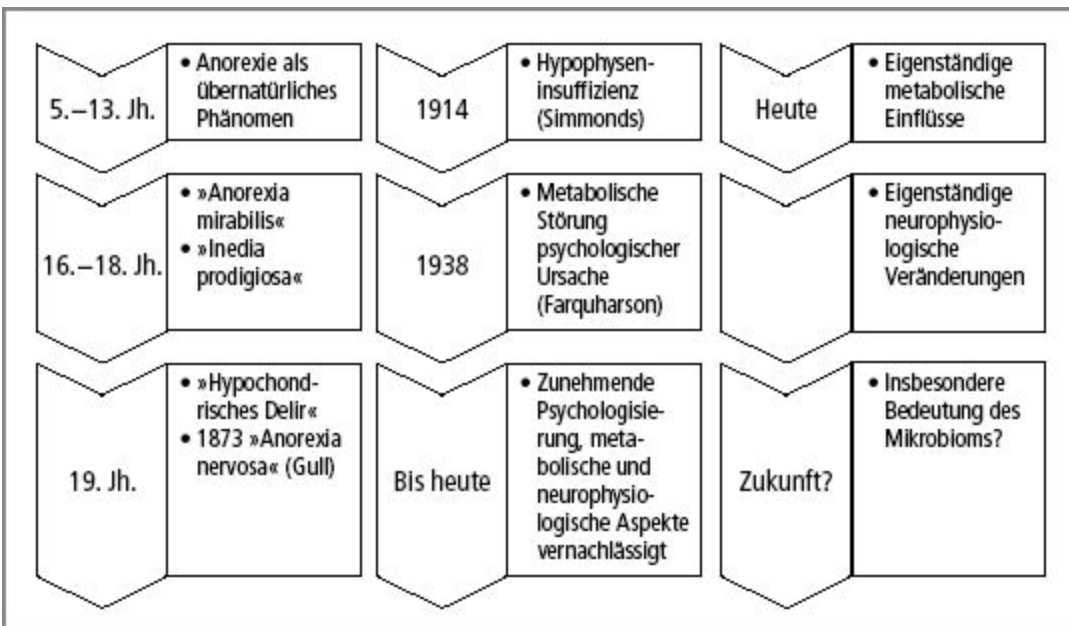 5.–13. Jh.
• Anorexie als
übernatürliches
Phänomen
16.–18. Jh.
• »Anorexia
mirabilis«
• »Inedia
prodigiosa«
19. Jh.
• »Hypochond-
risches Delir«
• 1873 »Anorexia
nervosa« (Gull)
1914
• Hypophysen-
insuffizienz
(Simmonds)
1938
• Metabolische
Störung
psychologischer
Ursache
(Farquharson)
Bis heute
• Zunehmende
Psychologisie-
rung, meta-
bolische und
neurophysio-
logische Aspekte
vernachlässigt
Heute
• Eigenständige
metabolische
Einflüsse
• Eigenständige
neurophysio-
logische
Veränderungen
Zukunft?
• Insbesondere
Bedeutung des
Mikrobioms?